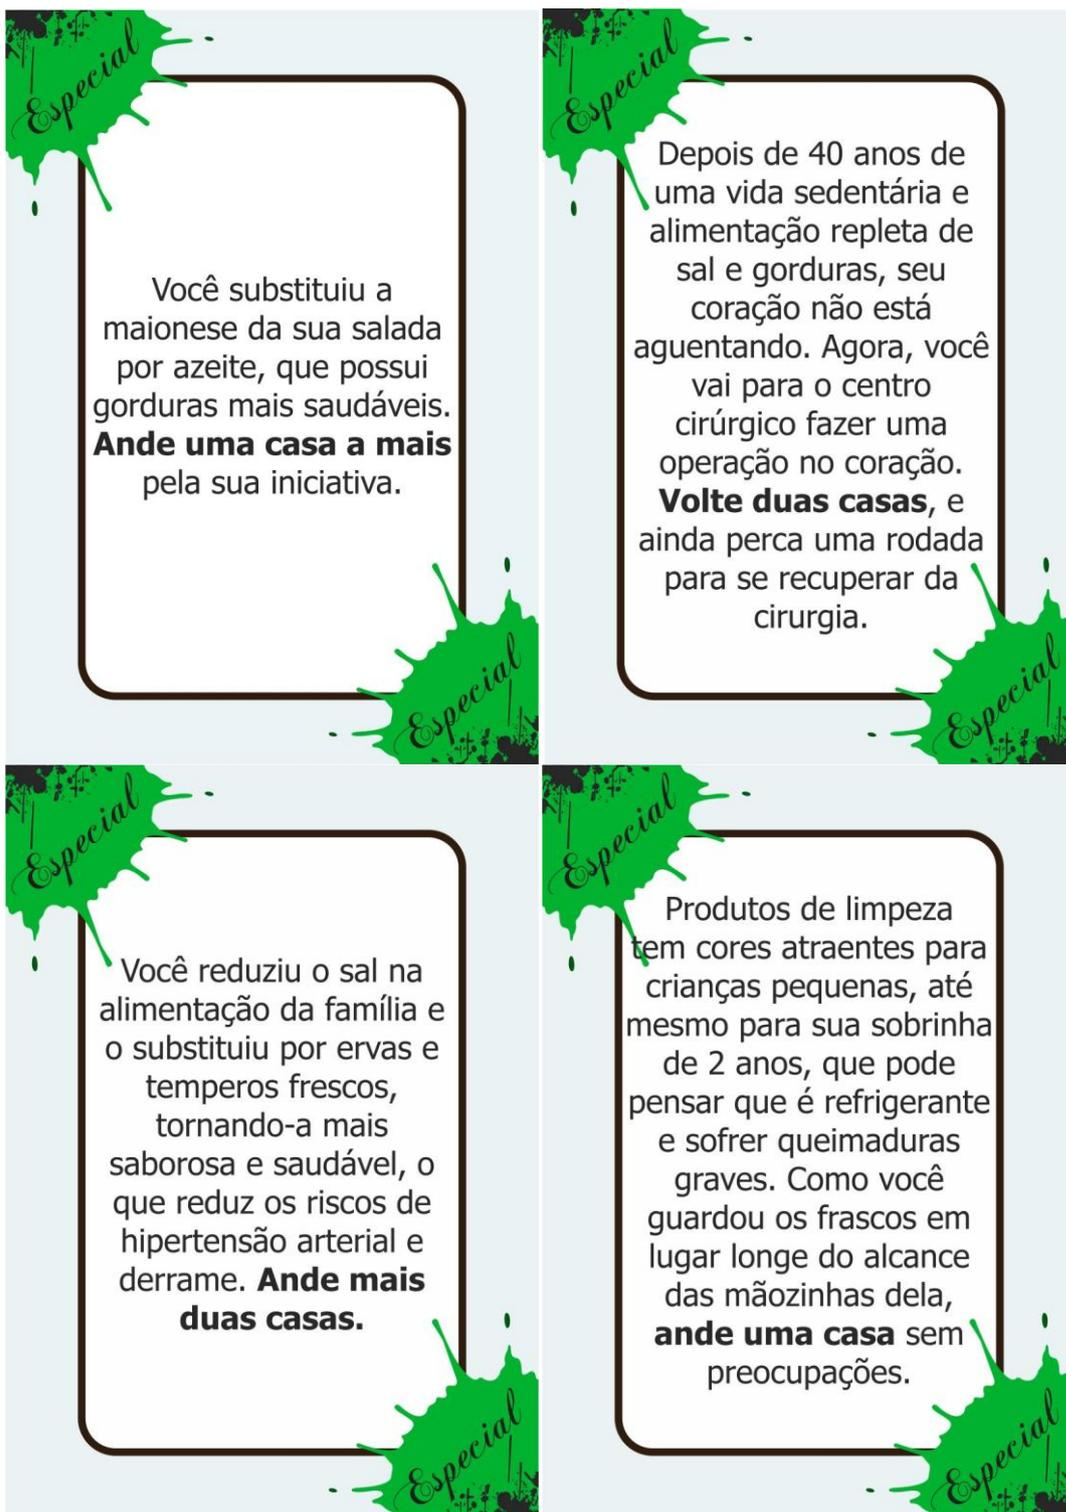 Especial
Você substituiu a
maionese da sua salada
por azeite, que possui
gorduras mais saudáveis.
Ande uma casa a mais
pela sua iniciativa.
Especial
Especial
Depois de 40 anos de
uma vida sedentária e
alimentação repleta de
sal e gorduras, seu
coração não está
aguentando. Agora, você
vai para o centro
cirúrgico fazer uma
operação no coração.
Volte duas casas, e
ainda perca uma rodada
para se recuperar da
cirurgia.
Especial
Especial
Você reduziu o sal na
alimentação da família e
o substituiu por ervas e
temperos frescos,
tornando-a mais
saborosa e saudável, o
que reduz os riscos de
hipertensão arterial e
derrame. Ande mais
duas casas.
Especial
Especial
Produtos de limpeza
tem cores atraentes para
crianças pequenas, até
mesmo para sua sobrinha
de 2 anos, que pode
pensar que é refrigerante
e sofrer queimaduras
graves. Como você
guardou os frascos em
lugar longe do alcance
das mãozinhas dela,
ande uma casa sem
preocupações.
Especial